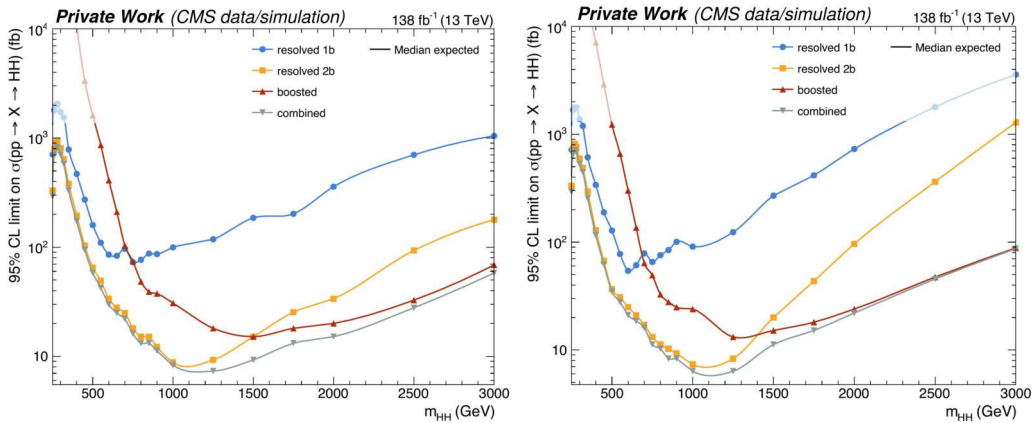 Private Work (CMS data/simulation) 138 fb⁻¹ (13 TeV)
95% CL limit on σ(pp → X → HH) (fb)
10⁴
10³
10²
10
resolved 1b
resolved 2b
boosted
combined
Median expected
500 1000 1500 2000 2500 3000
m_HH (GeV)
Private Work (CMS data/simulation) 138 fb⁻¹ (13 TeV)
95% CL limit on σ(pp → X → HH) (fb)
10⁴
10³
10²
10
resolved 1b
resolved 2b
boosted
combined
Median expected
500 1000 1500 2000 2500 3000
m_HH (GeV)